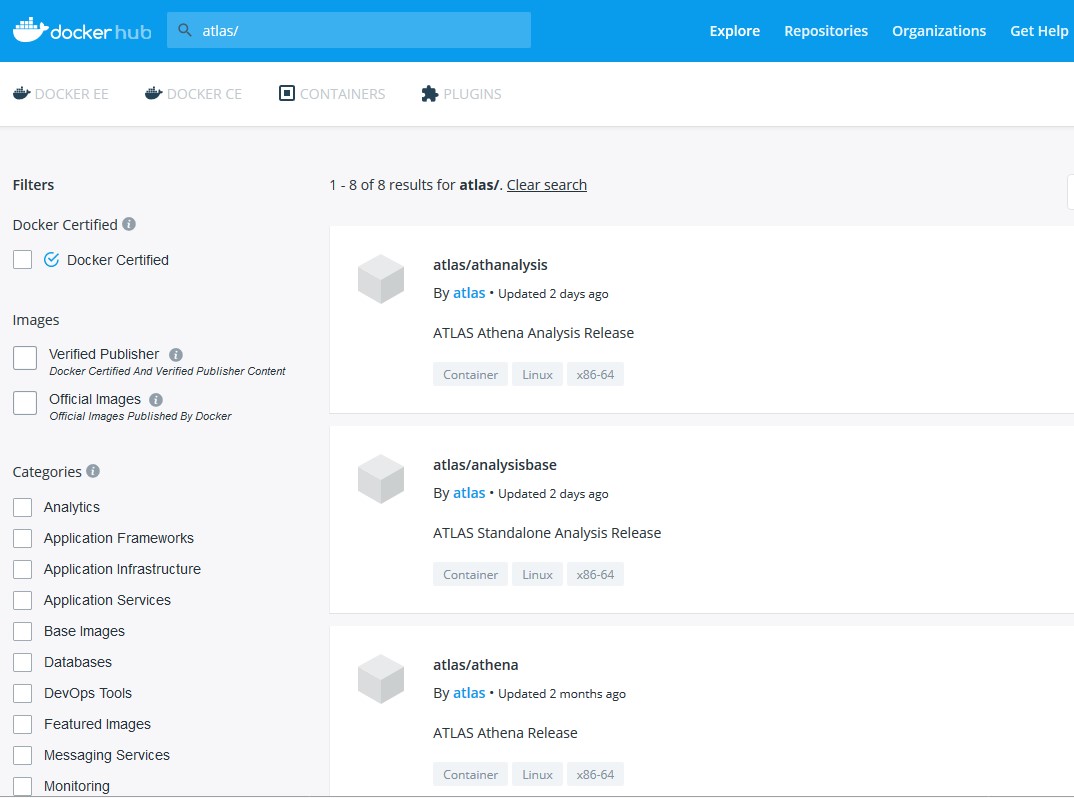 docker hub atlas/ Explore Repositories Organizations Get Help
DOCKER EE DOCKER CE CONTAINERS PLUGINS
Filters
Docker Certified
Docker Certified
Images
Verified Publisher
Docker Certified And Verified Publisher Content
Official Images
Official Images Published By Docker
Categories
Analytics
Application Frameworks
Application Infrastructure
Application Services
Base Images
Databases
DevOps Tools
Featured Images
Messaging Services
Monitoring
1 - 8 of 8 results for atlas/. Clear search
atlas/athanalysis
By atlas • Updated 2 days ago
ATLAS Athena Analysis Release
Container Linux x86-64
atlas/analysisbase
By atlas • Updated 2 days ago
ATLAS Standalone Analysis Release
Container Linux x86-64
atlas/athena
By atlas • Updated 2 months ago
ATLAS Athena Release
Container Linux x86-64